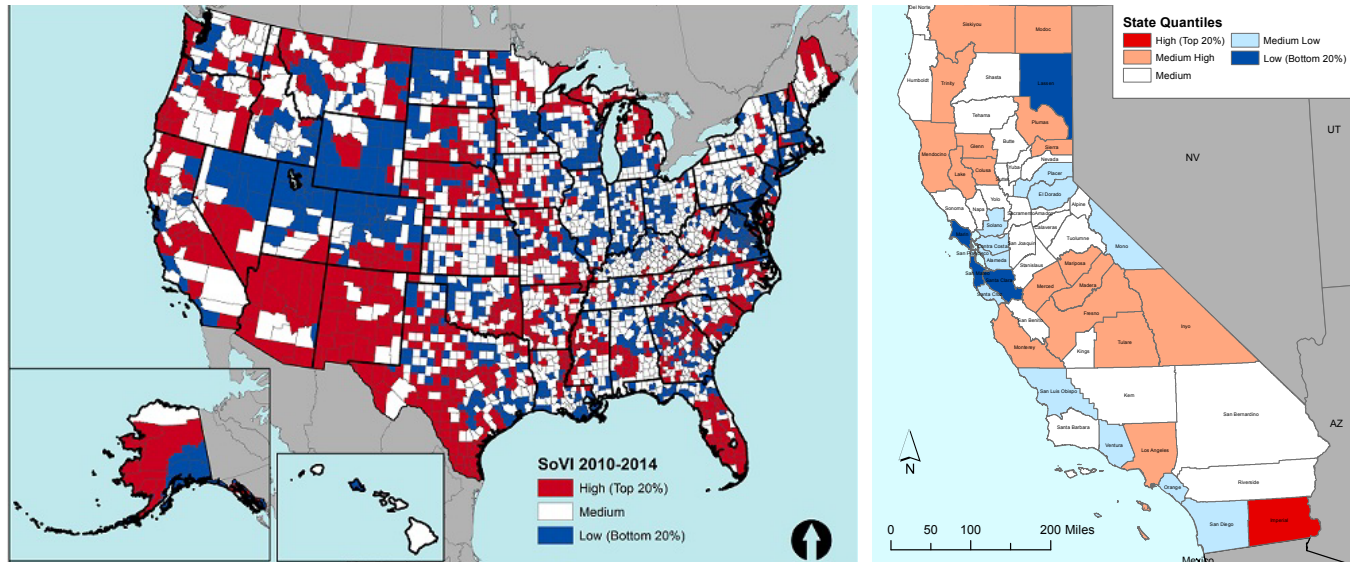 SoVI 2010-2014
High (Top 20%)
Medium
Low (Bottom 20%)
State Quantiles
High (Top 20%)
Medium High
Medium
Medium Low
Low (Bottom 20%)
Del Norte
Siskiyou
Modoc
Humboldt
Trinity
Shasta
Lassen
Tehama
Plumas
Mendocino
Glenn
Butte
Sierra
Lake
Colusa
Yuba
Nevada
Placer
El Dorado
Sonoma
Napa
Yolo
Sacramento
Amador
Alpine
Solano
Calaveras
Tuolumne
Mono
Contra Costa
San Joaquin
Alameda
Stanislaus
Mariposa
Merced
Madera
San Benito
Fresno
Inyo
Monterey
Kings
Tulare
San Luis Obispo
Kern
San Bernardino
Santa Barbara
Ventura
Los Angeles
Orange
Riverside
San Diego
Imperial
NV
UT
AZ
Mexico
N
0 50 100 200 Miles